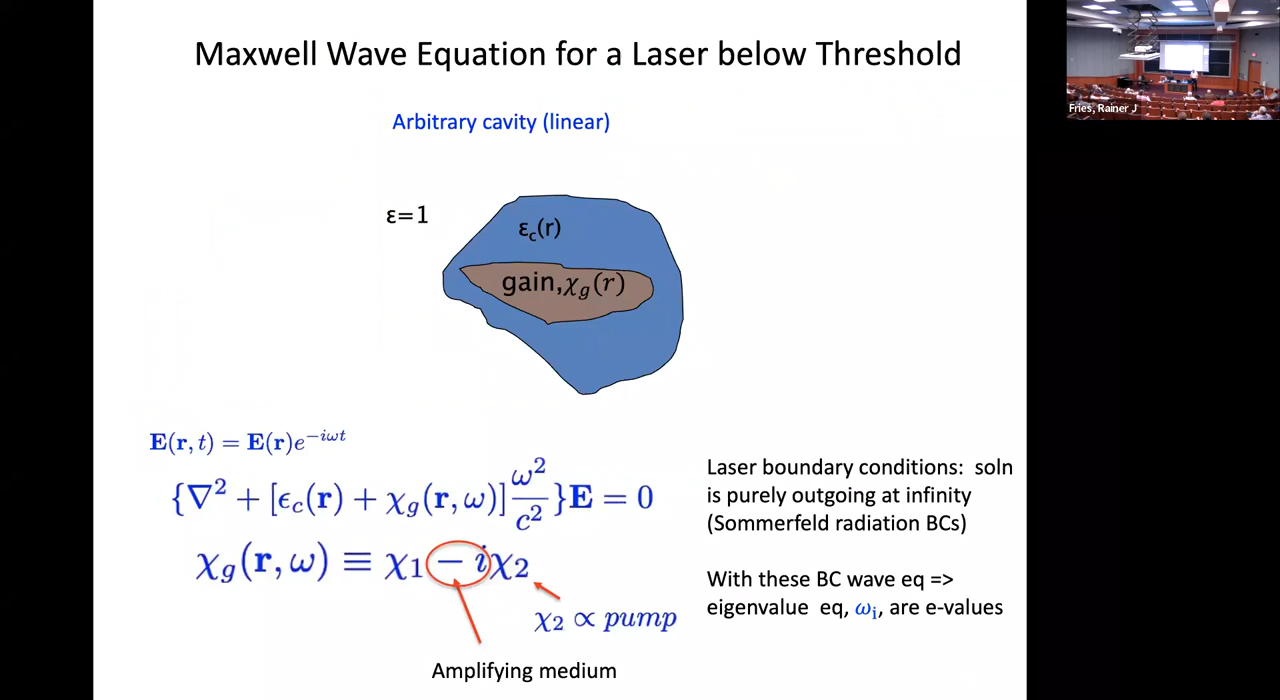 Maxwell Wave Equation for a Laser below Threshold
Fries, Rainer J
Arbitrary cavity (linear)
ε=1
ε_c(r)
gain,χ_g(r)
E(r, t) = E(r)e^{−iωt}
{∇² + [ϵ_c(r) + χ_g(r, ω)] ω²/c²}E = 0
χ_g(r, ω) ≡ χ₁ − iχ₂
χ₂ ∝ pump
Amplifying medium
Laser boundary conditions: soln
is purely outgoing at infinity
(Sommerfeld radiation BCs)
With these BC wave eq =>
eigenvalue eq, ω_i, are e-values